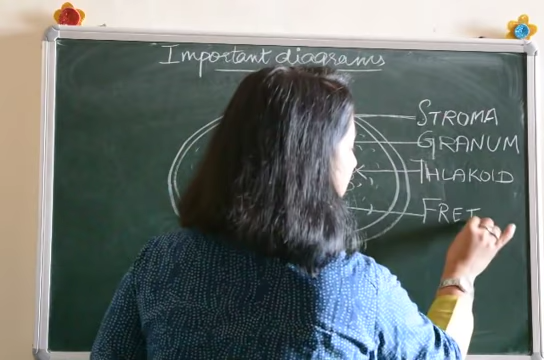 Important diagrams
STROMA
GRANUM
THLAKOID
FRET